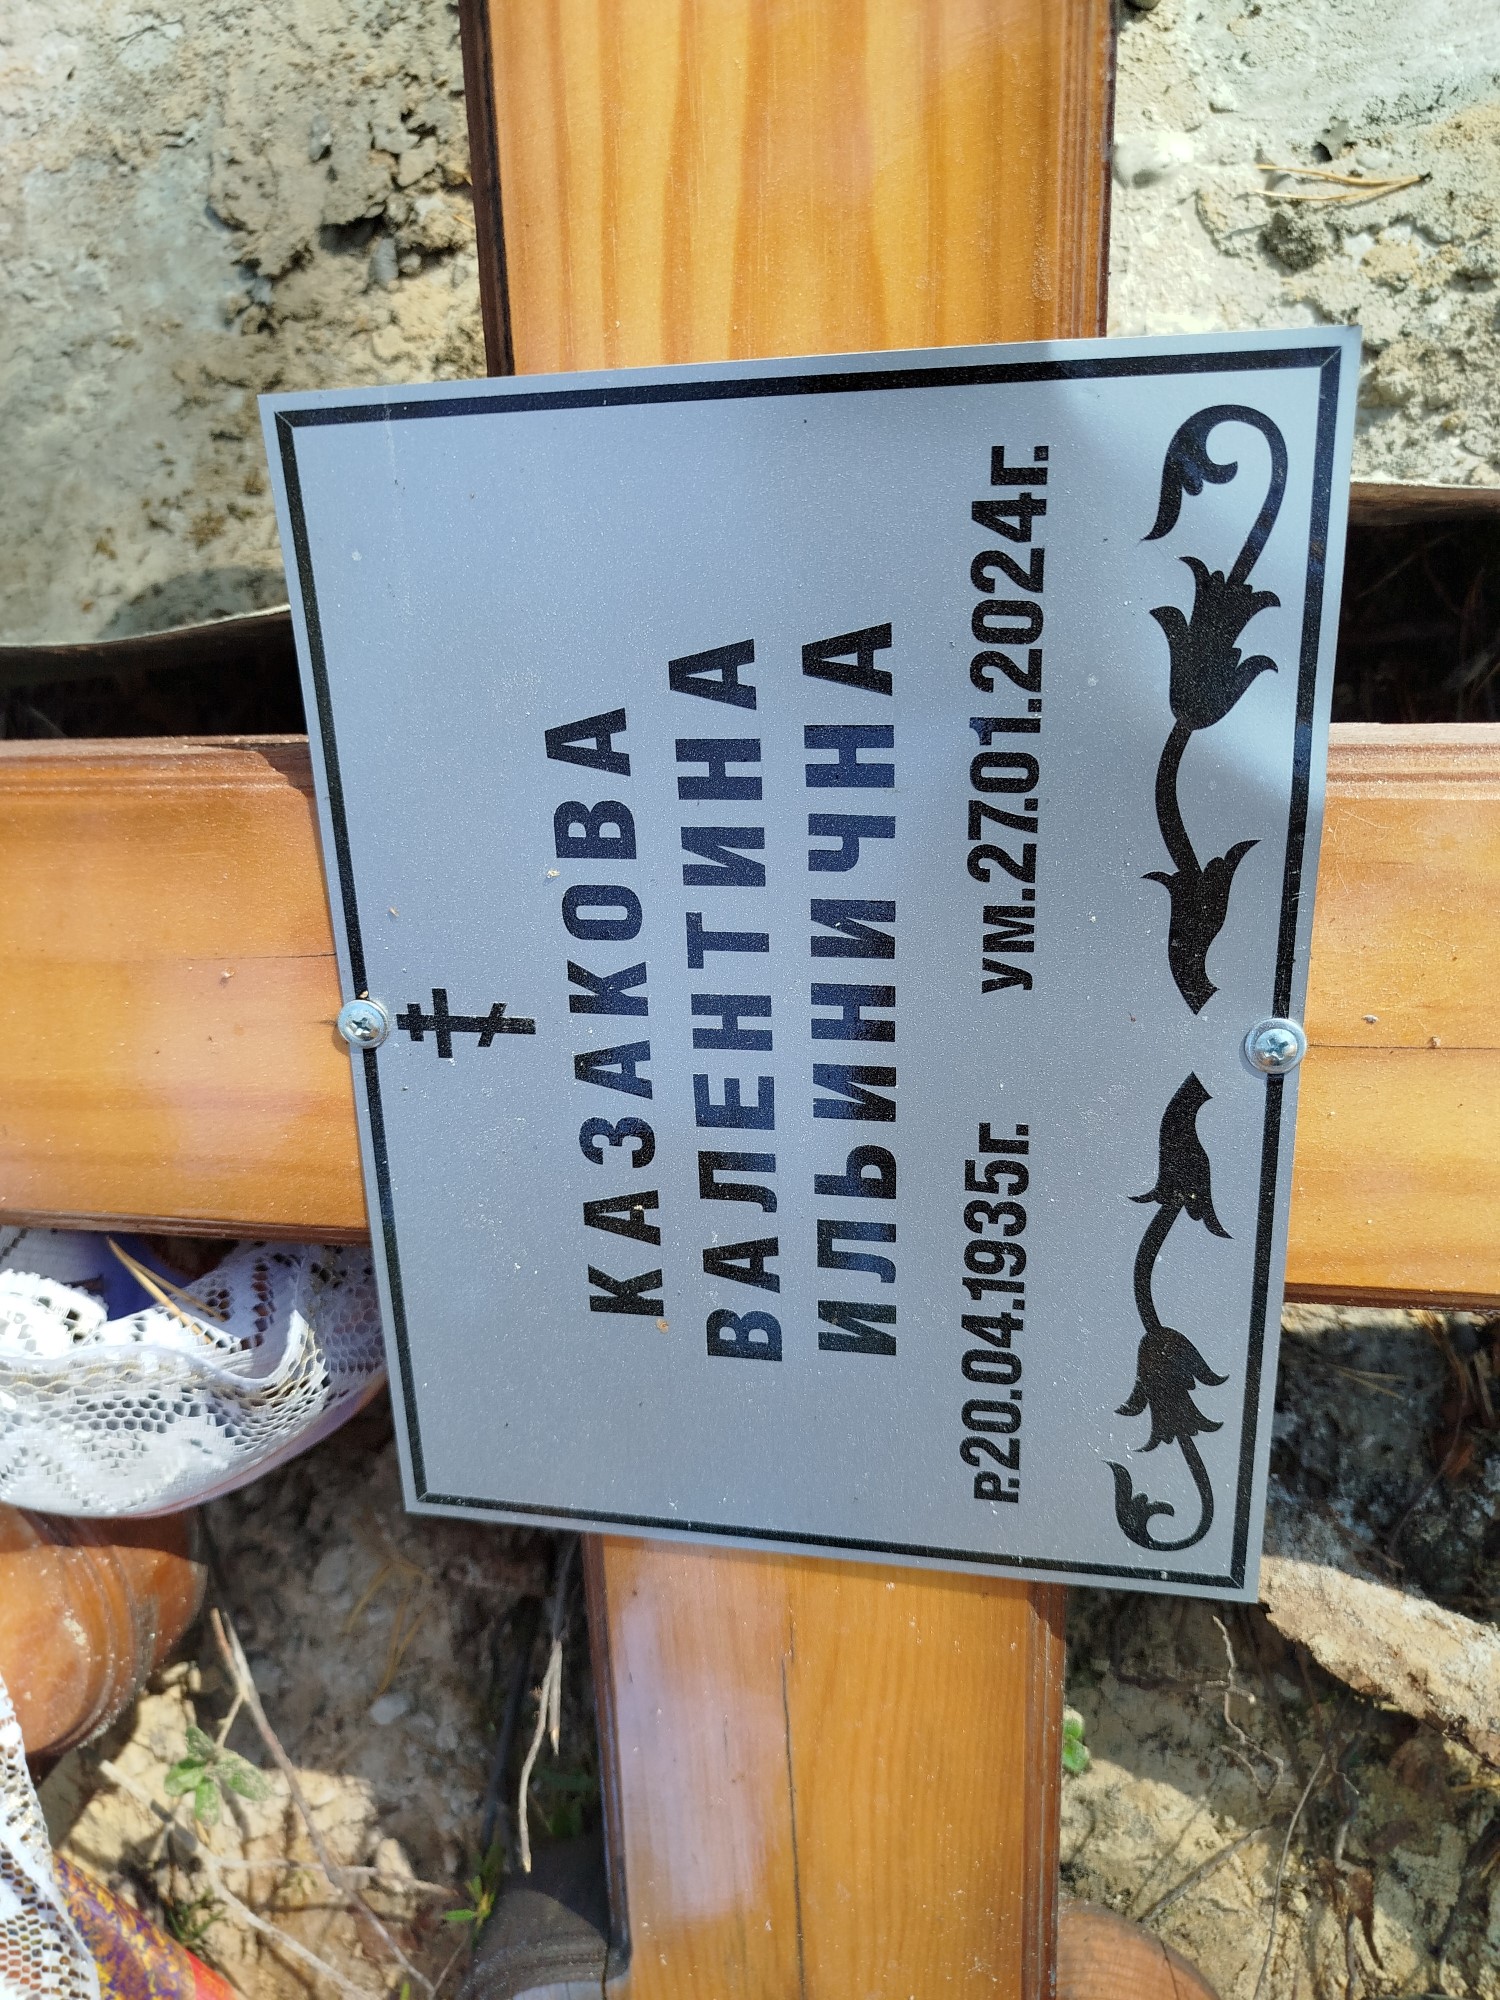 КАЗАКОВА
ВАЛЕНТИНА
ИЛЬИНИЧНА
р.20.04.1935г. ум.27.01.2024г.